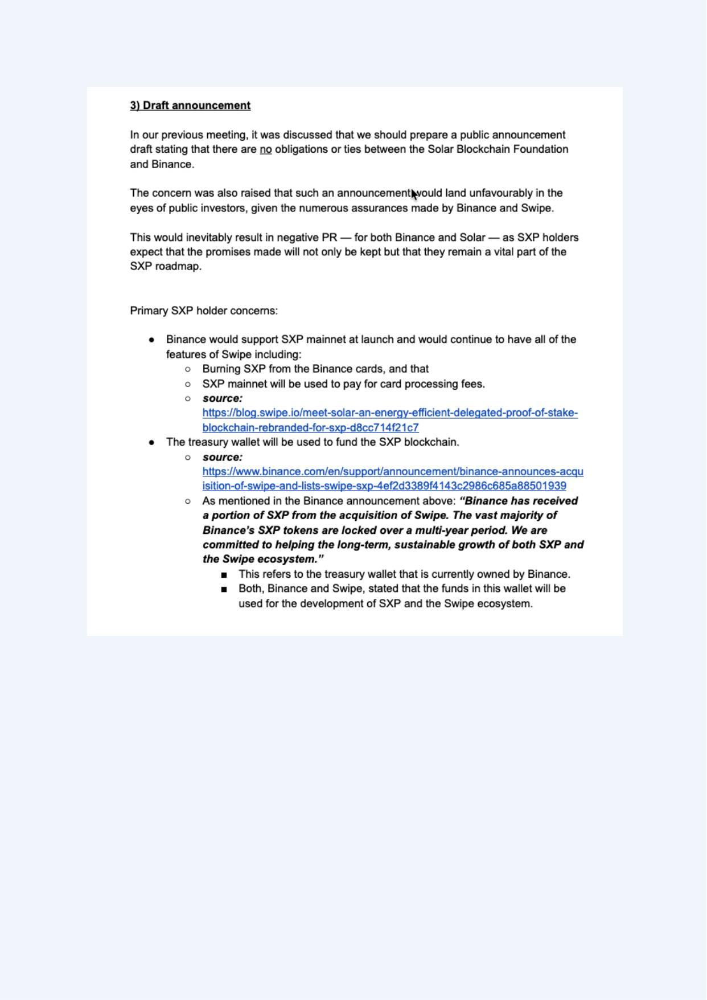 3) Draft announcement
In our previous meeting, it was discussed that we should prepare a public announcement
draft stating that there are no obligations or ties between the Solar Blockchain Foundation
and Binance.
The concern was also raised that such an announcement would land unfavourably in the
eyes of public investors, given the numerous assurances made by Binance and Swipe.
This would inevitably result in negative PR — for both Binance and Solar — as SXP holders
expect that the promises made will not only be kept but that they remain a vital part of the
SXP roadmap.
Primary SXP holder concerns:
● Binance would support SXP mainnet at launch and would continue to have all of the
features of Swipe including:
○ Burning SXP from the Binance cards, and that
○ SXP mainnet will be used to pay for card processing fees.
○ source:
https://blog.swipe.io/meet-solar-an-energy-efficient-delegated-proof-of-stake-
blockchain-rebranded-for-sxp-d8cc714f21c7
● The treasury wallet will be used to fund the SXP blockchain.
○ source:
https://www.binance.com/en/support/announcement/binance-announces-acqu
isition-of-swipe-and-lists-swipe-sxp-4ef2d3389f4143c2986c685a88501939
○ As mentioned in the Binance announcement above: “Binance has received
a portion of SXP from the acquisition of Swipe. The vast majority of
Binance’s SXP tokens are locked over a multi-year period. We are
committed to helping the long-term, sustainable growth of both SXP and
the Swipe ecosystem.”
■ This refers to the treasury wallet that is currently owned by Binance.
■ Both, Binance and Swipe, stated that the funds in this wallet will be
used for the development of SXP and the Swipe ecosystem.